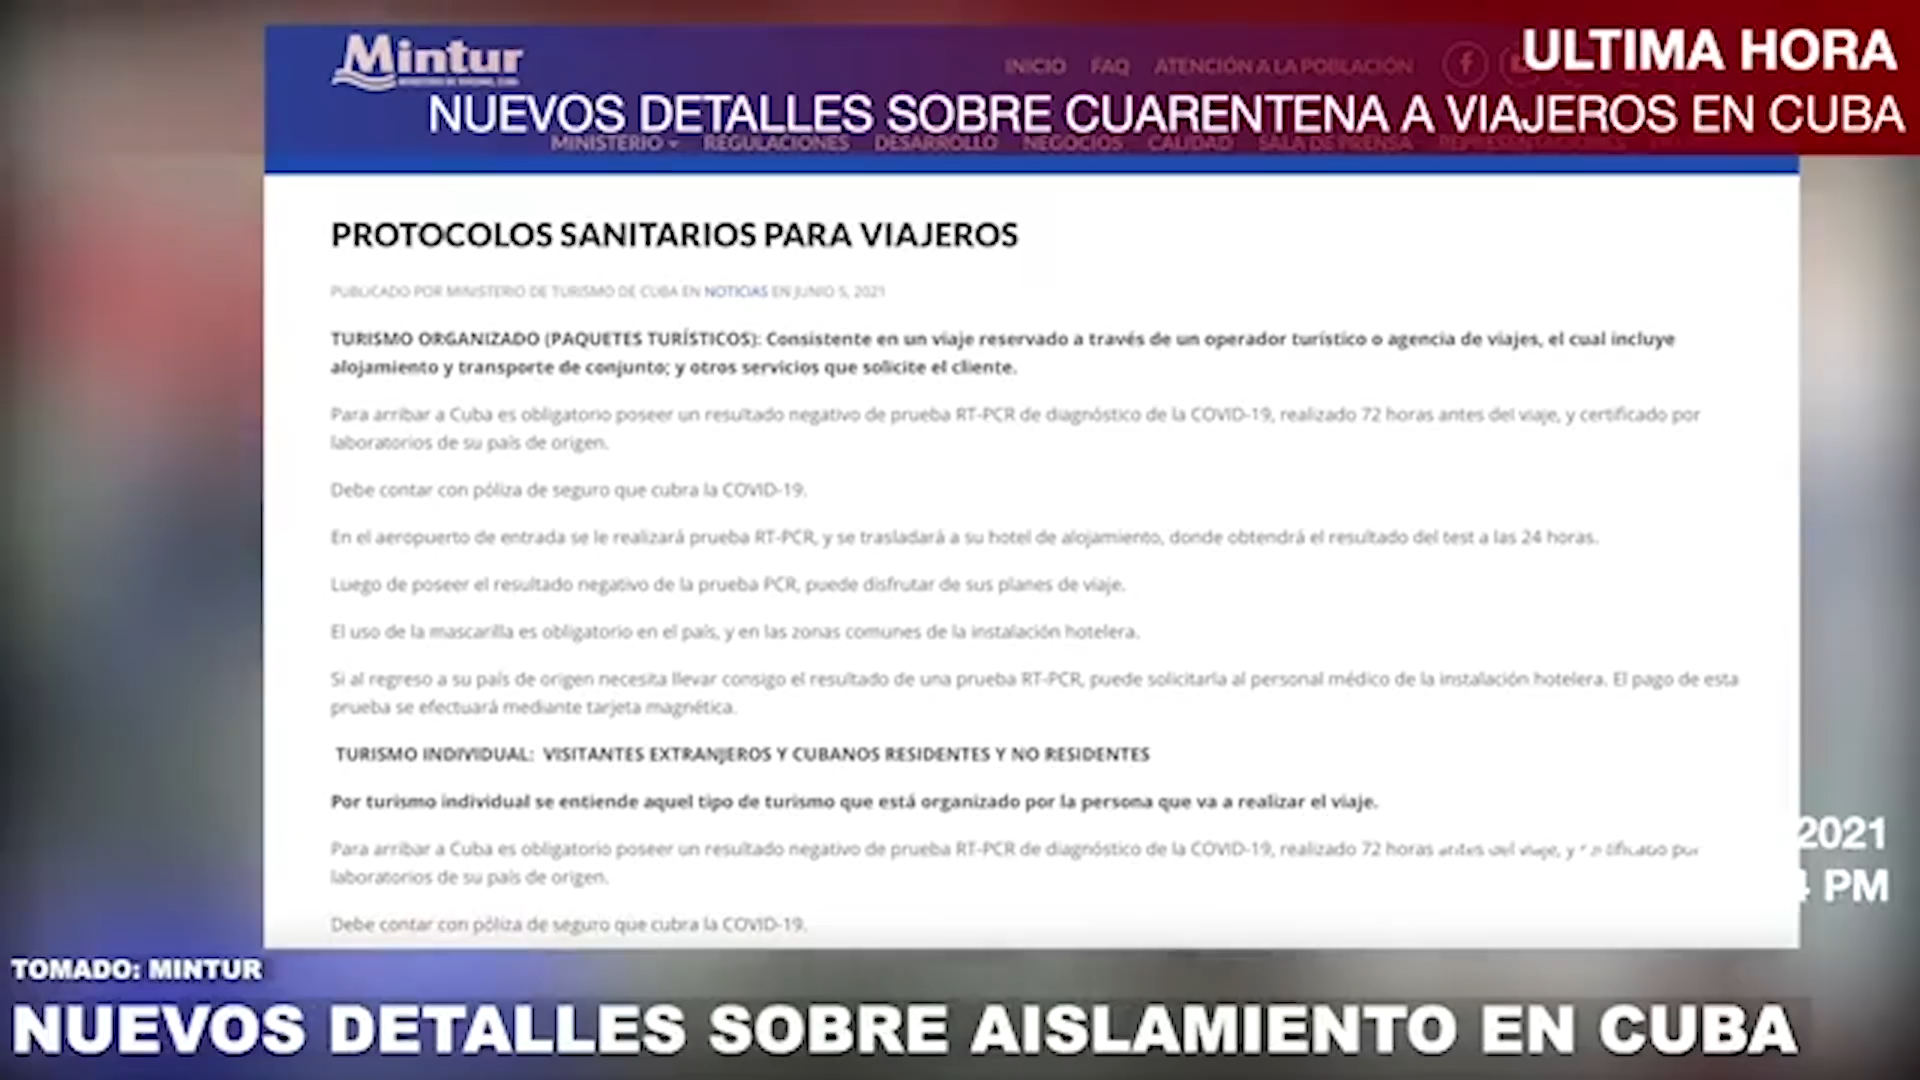 Mintur
INICIO FAQ ATENCIÓN A LA POBLACIÓN
ULTIMA HORA
NUEVOS DETALLES SOBRE CUARENTENA A VIAJEROS EN CUBA
MINISTERIO REGULACIONES DESARROLLO NEGOCIOS CALIDAD SALA DE PRENSA
PROTOCOLOS SANITARIOS PARA VIAJEROS
PUBLICADO POR MINISTERIO DE TURISMO DE CUBA EN NOTICIAS EN JUNIO 5, 2021
TURISMO ORGANIZADO (PAQUETES TURÍSTICOS): Consistente en un viaje reservado a través de un operador turístico o agencia de viajes, el cual incluye
alojamiento y transporte de conjunto; y otros servicios que solicite el cliente.
Para arribar a Cuba es obligatorio poseer un resultado negativo de prueba RT-PCR de diagnóstico de la COVID-19, realizado 72 horas antes del viaje, y certificado por
laboratorios de su país de origen.
Debe contar con póliza de seguro que cubra la COVID-19.
En el aeropuerto de entrada se le realizará prueba RT-PCR, y se trasladará a su hotel de alojamiento, donde obtendrá el resultado del test a las 24 horas.
Luego de poseer el resultado negativo de la prueba PCR, puede disfrutar de sus planes de viaje.
El uso de la mascarilla es obligatorio en el país, y en las zonas comunes de la instalación hotelera.
Si al regreso a su país de origen necesita llevar consigo el resultado de una prueba RT-PCR, puede solicitarla al personal médico de la instalación hotelera. El pago de esta
prueba se efectuará mediante tarjeta magnética.
TURISMO INDIVIDUAL: VISITANTES EXTRANJEROS Y CUBANOS RESIDENTES Y NO RESIDENTES
Por turismo individual se entiende aquel tipo de turismo que está organizado por la persona que va a realizar el viaje.
Para arribar a Cuba es obligatorio poseer un resultado negativo de prueba RT-PCR de diagnóstico de la COVID-19, realizado 72 horas antes del viaje, y certificado por
laboratorios de su país de origen.
Debe contar con póliza de seguro que cubra la COVID-19.
2021
PM
TOMADO: MINTUR
NUEVOS DETALLES SOBRE AISLAMIENTO EN CUBA